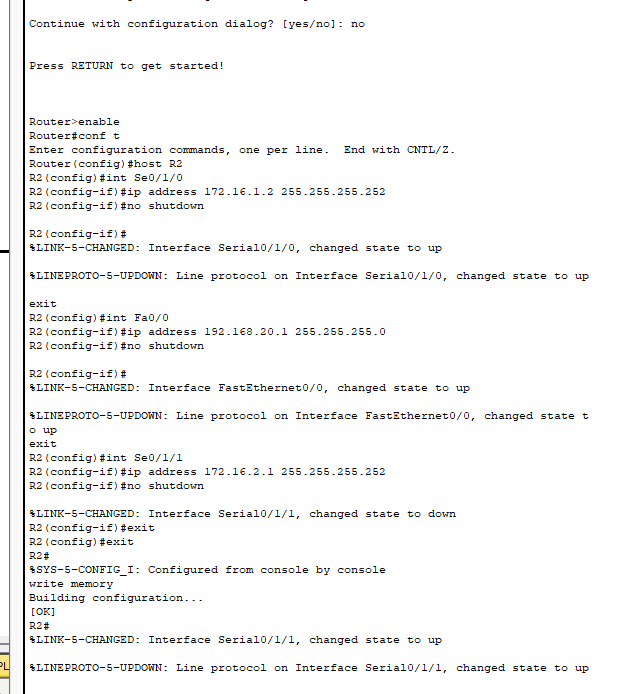 Continue with configuration dialog? [yes/no]: no
Press RETURN to get started!
Router>enable
Router#conf t
Enter configuration commands, one per line.  End with CNTL/Z.
Router(config)#host R2
R2(config)#int Se0/1/0
R2(config-if)#ip address 172.16.1.2 255.255.255.252
R2(config-if)#no shutdown
R2(config-if)#
%LINK-5-CHANGED: Interface Serial0/1/0, changed state to up
%LINEPROTO-5-UPDOWN: Line protocol on Interface Serial0/1/0, changed state to up
exit
R2(config)#int Fa0/0
R2(config-if)#ip address 192.168.20.1 255.255.255.0
R2(config-if)#no shutdown
R2(config-if)#
%LINK-5-CHANGED: Interface FastEthernet0/0, changed state to up
%LINEPROTO-5-UPDOWN: Line protocol on Interface FastEthernet0/0, changed state t
o up
exit
R2(config)#int Se0/1/1
R2(config-if)#ip address 172.16.2.1 255.255.255.252
R2(config-if)#no shutdown
%LINK-5-CHANGED: Interface Serial0/1/1, changed state to down
R2(config-if)#exit
R2(config)#exit
R2#
%SYS-5-CONFIG_I: Configured from console by console
write memory
Building configuration...
[OK]
R2#
%LINK-5-CHANGED: Interface Serial0/1/1, changed state to up
%LINEPROTO-5-UPDOWN: Line protocol on Interface Serial0/1/1, changed state to up